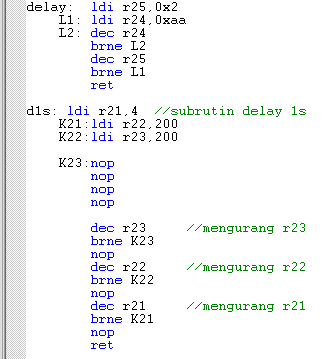 delay: ldi r25,0x2
L1: ldi r24,0xaa
L2: dec r24
brne L2
dec r25
brne L1
ret
d1s: ldi r21,4 //subrutin delay 1s
K21:ldi r22,200
K22:ldi r23,200
K23:nop
nop
nop
nop
dec r23 //mengurang r23
brne K23
nop
dec r22 //mengurang r22
brne K22
nop
dec r21 //mengurang r21
brne K21
nop
ret